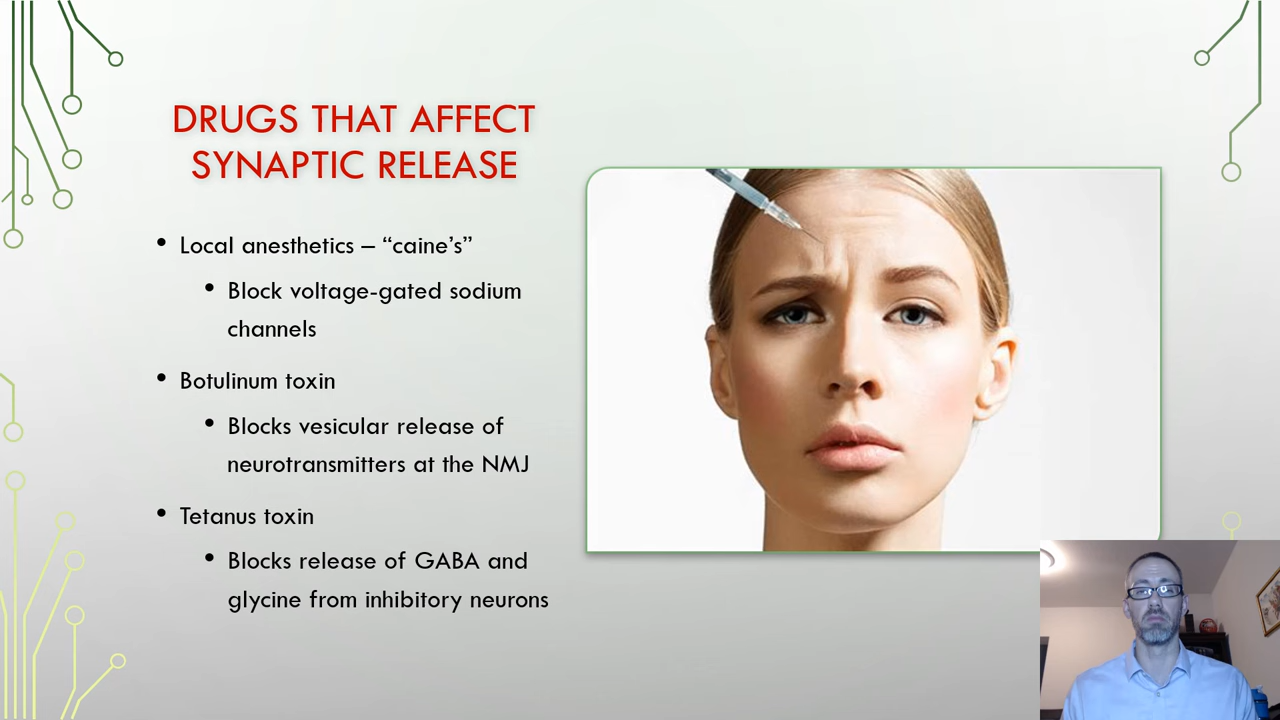 DRUGS THAT AFFECT
SYNAPTIC RELEASE
• Local anesthetics – “caine’s”
• Block voltage-gated sodium
channels
• Botulinum toxin
• Blocks vesicular release of
neurotransmitters at the NMJ
• Tetanus toxin
• Blocks release of GABA and
glycine from inhibitory neurons